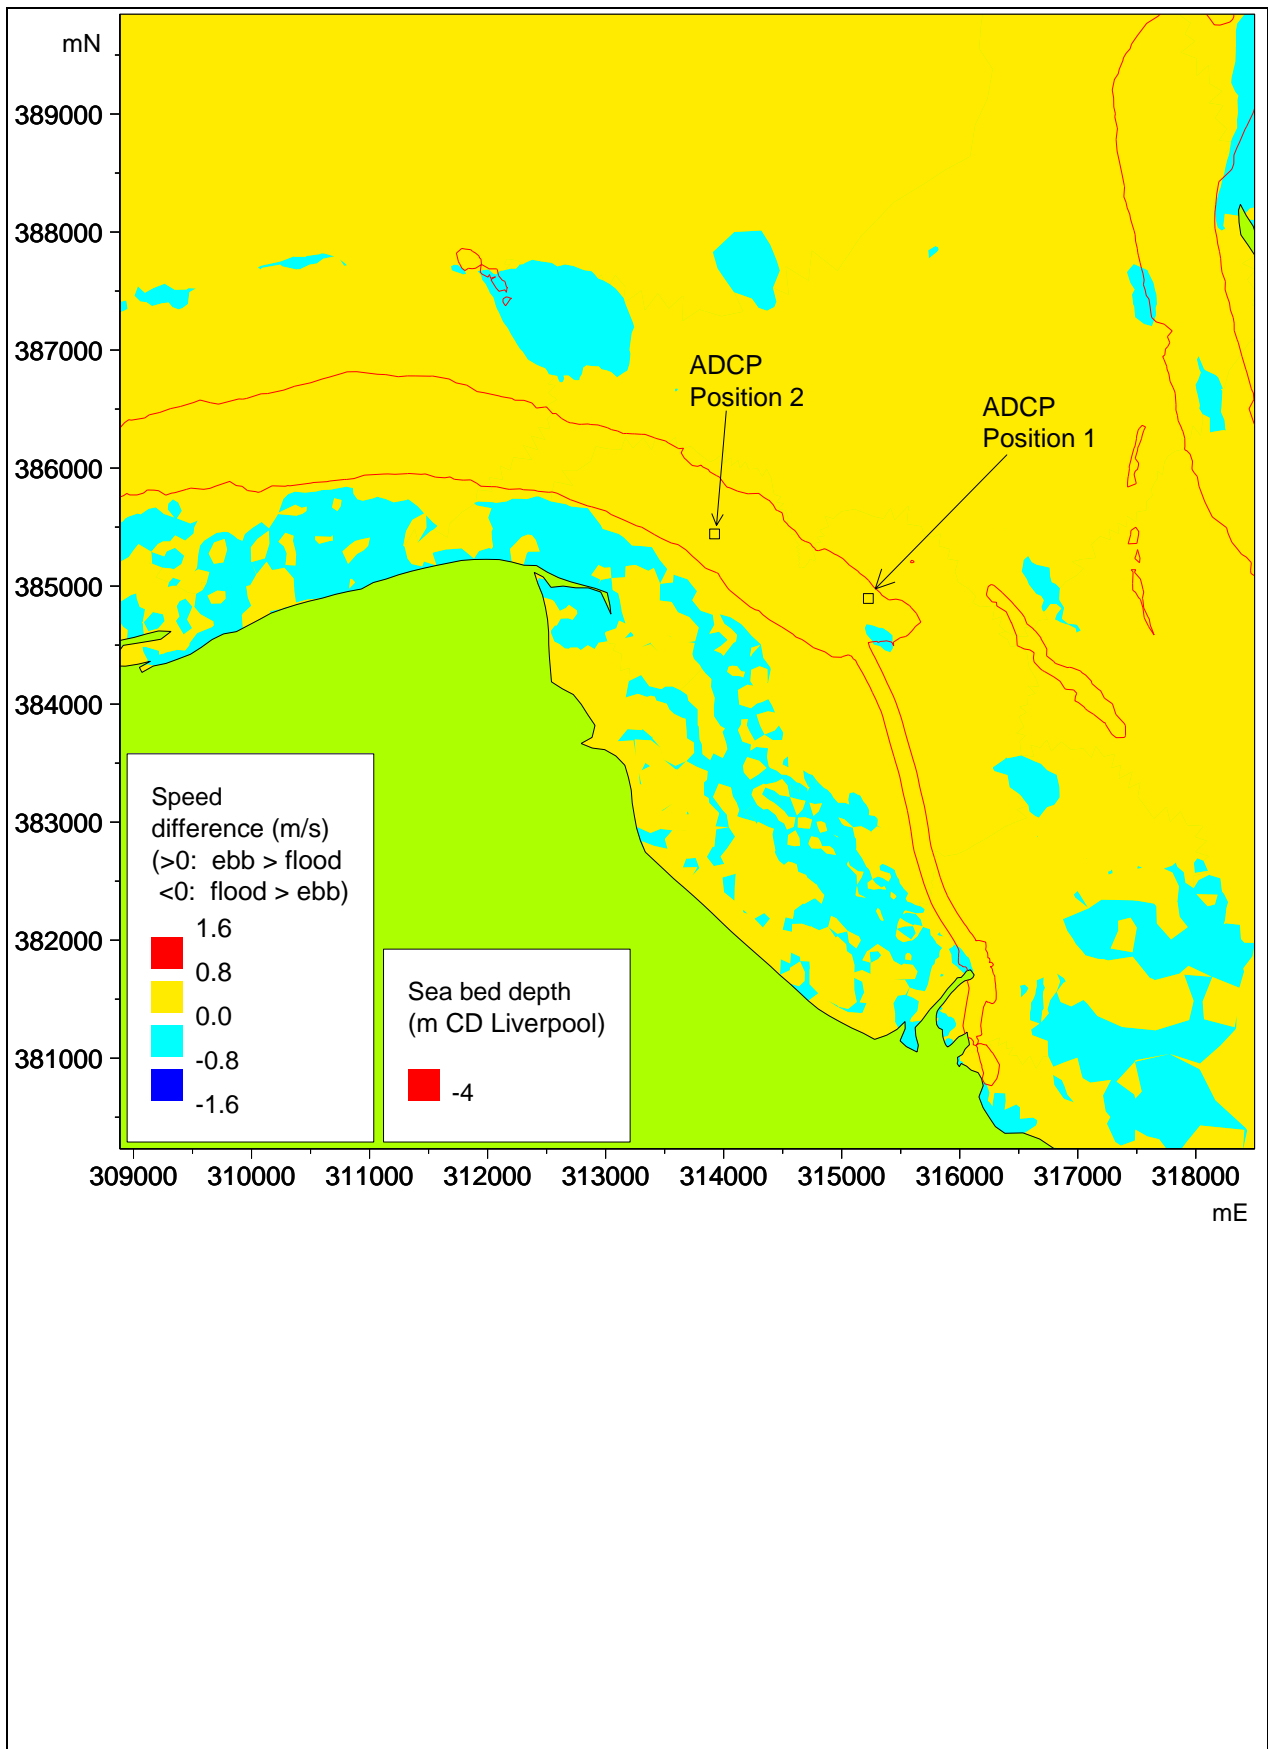 mN
389000
388000
387000
386000
385000
384000
383000
382000
381000
ADCP
Position 2
ADCP
Position 1
Speed
difference (m/s)
(>0: ebb > flood
<0: flood > ebb)
1.6
0.8
0.0
-0.8
-1.6
Sea bed depth
(m CD Liverpool)
-4
309000 310000 311000 312000 313000 314000 315000 316000 317000 318000
mE